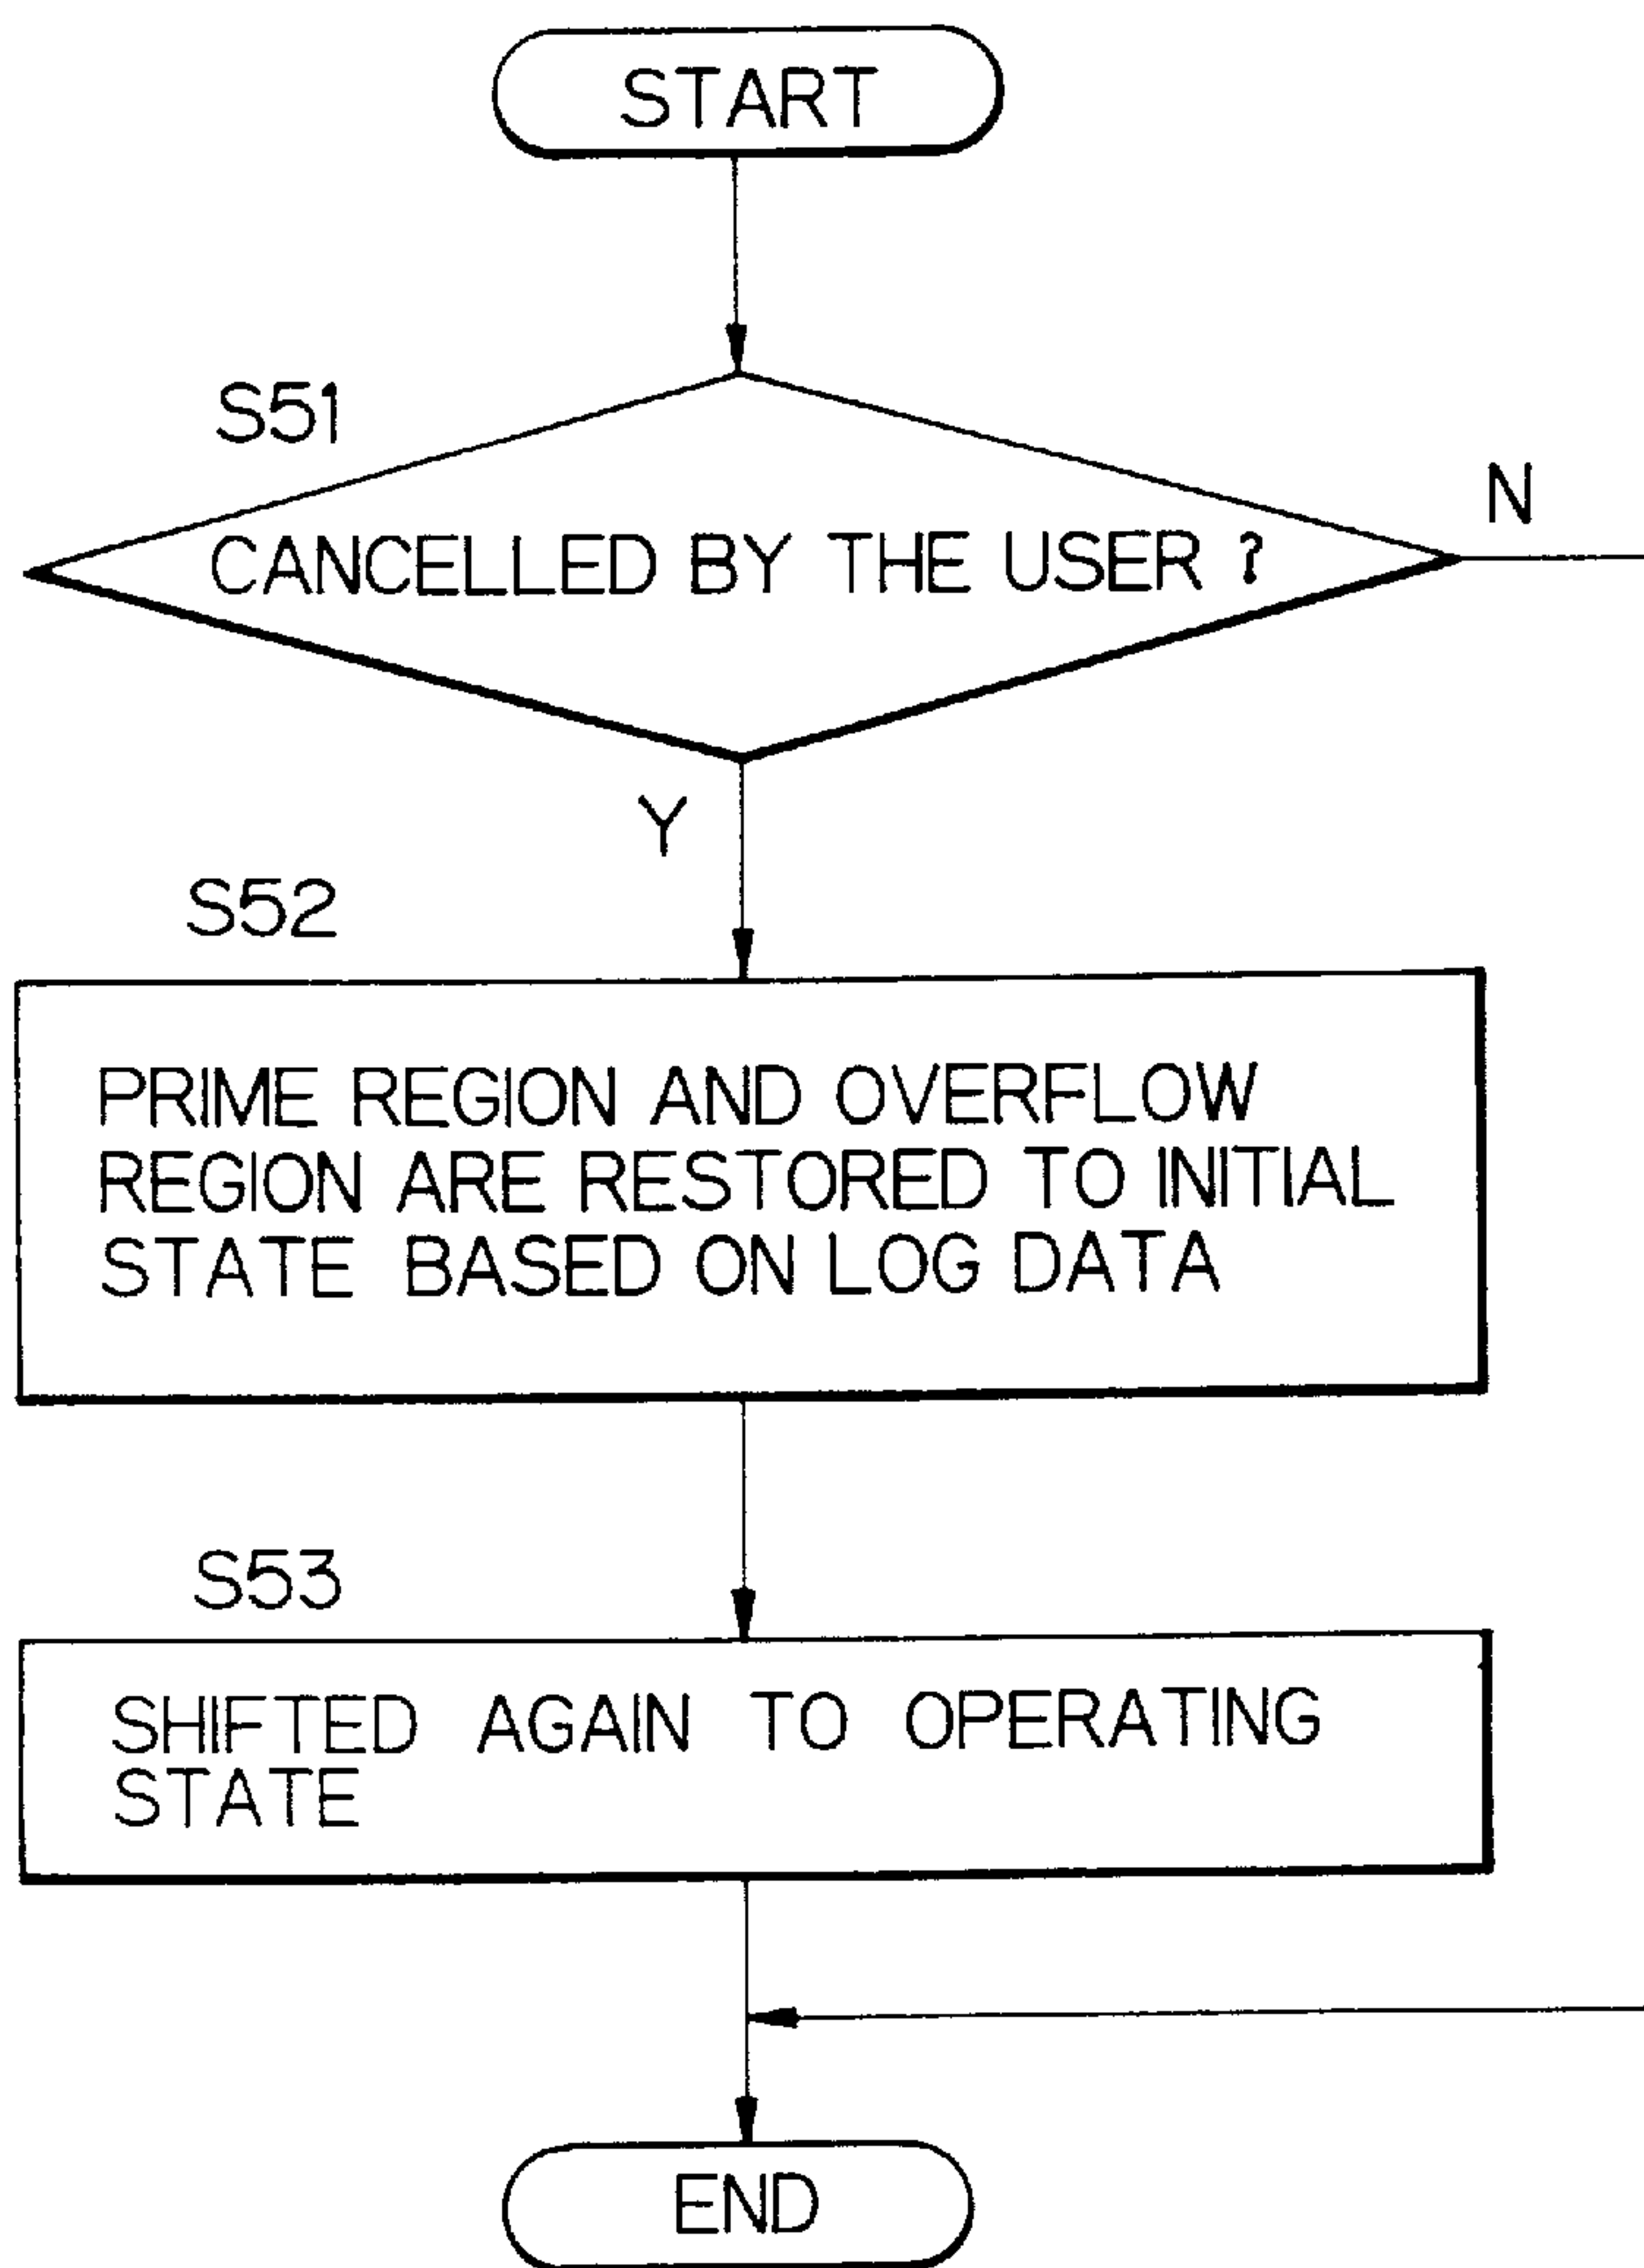 START
S51
N
CANCELLED BY THE USER ?
Y
S52
PRIME REGION AND OVERFLOW
REGION ARE RESTORED TO INITIAL
STATE BASED ON LOG DATA
S53
SHIFTED AGAIN TO OPERATING
STATE
END